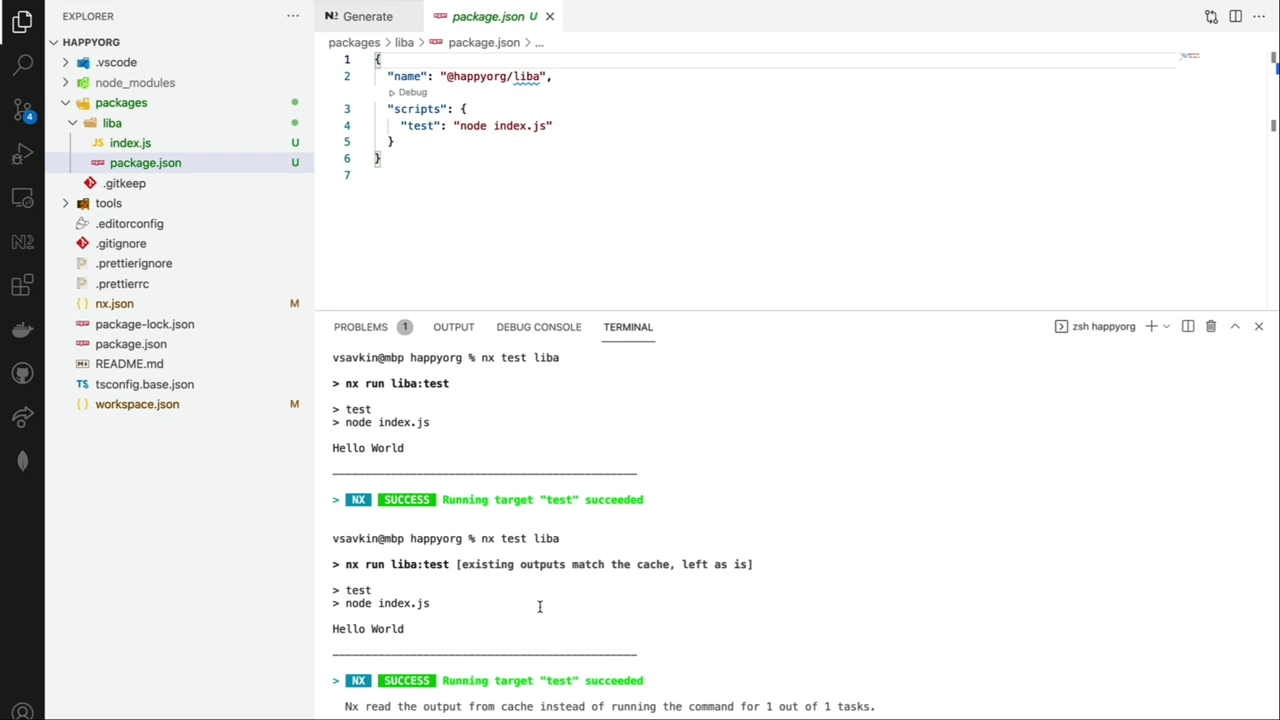 EXPLORER
HAPPYORG
.vscode
node_modules
packages
liba
JS index.js U
package.json U
.gitkeep
tools
.editorconfig
.gitignore
.prettierignore
.prettierrc
{} nx.json M
package-lock.json
package.json
README.md
TS tsconfig.base.json
{} workspace.json M
4
Generate
package.json U
packages > liba > package.json > ...
1 {
2 "name": "@happyorg/liba",
Debug
3 "scripts": {
4 "test": "node index.js"
5 }
6 }
7
PROBLEMS 1 OUTPUT DEBUG CONSOLE TERMINAL zsh happyorg
vsavkin@mbp happyorg % nx test liba
> nx run liba:test
> test
> node index.js
Hello World
> NX SUCCESS Running target "test" succeeded
vsavkin@mbp happyorg % nx test liba
> nx run liba:test [existing outputs match the cache, left as is]
> test
> node index.js
Hello World
> NX SUCCESS Running target "test" succeeded
Nx read the output from cache instead of running the command for 1 out of 1 tasks.